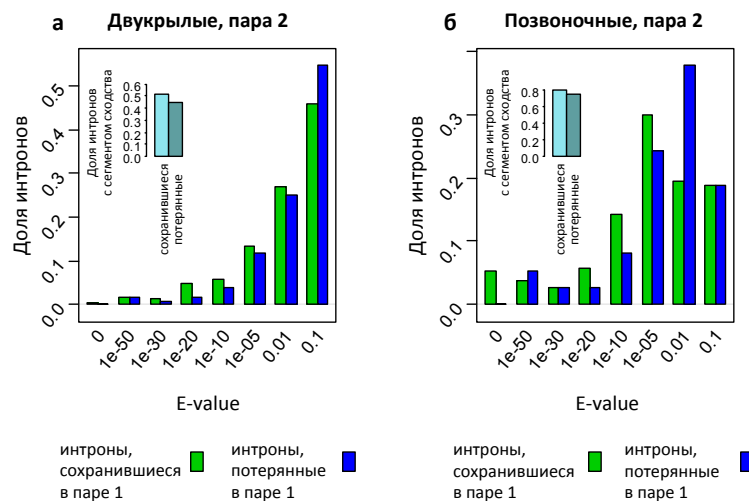 а Двукрылые, пара 2
Доля интронов
0.0
0.1
0.2
0.3
0.4
0.5
Доля интронов
с сегментом сходства
0.0
0.1
0.2
0.3
0.4
0.5
0.6
сохранившиеся
потерянные
0
1e-50
1e-30
1e-20
1e-10
1e-05
0.01
0.1
E-value
интроны,
сохранившиеся
в паре 1
интроны,
потерянные
в паре 1
б Позвоночные, пара 2
Доля интронов
0.0
0.1
0.2
0.3
Доля интронов
с сегментом сходства
0.0
0.2
0.4
0.6
0.8
сохранившиеся
потерянные
0
1e-50
1e-30
1e-20
1e-10
1e-05
0.01
0.1
E-value
интроны,
сохранившиеся
в паре 1
интроны,
потерянные
в паре 1